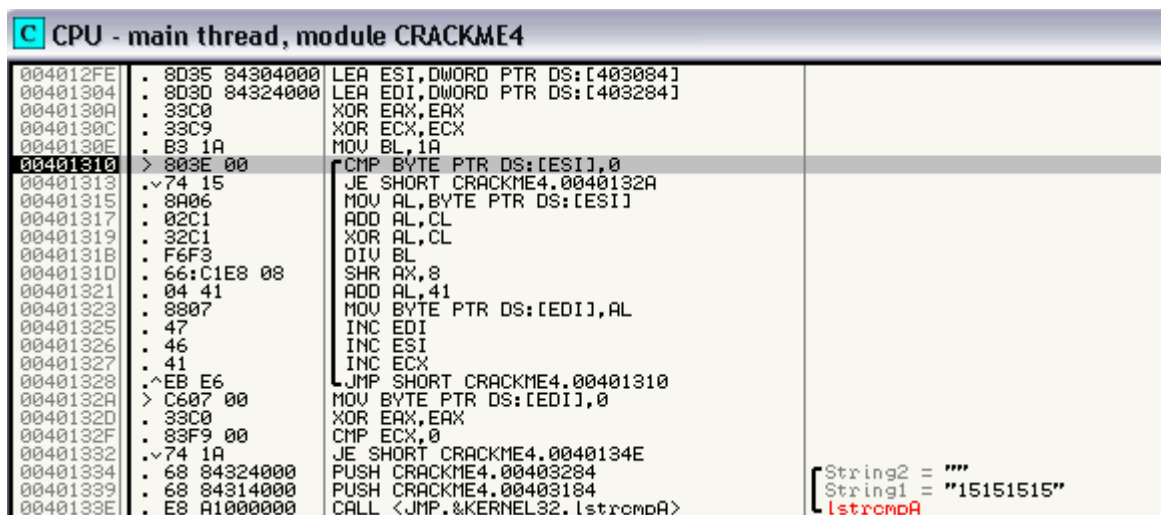 C CPU - main thread, module CRACKME4
004012FE . 8D35 84304000 LEA ESI,DWORD PTR DS:[403084]
00401304 . 8D3D 84324000 LEA EDI,DWORD PTR DS:[403284]
0040130A . 33C0 XOR EAX,EAX
0040130C . 33C9 XOR ECX,ECX
0040130E . B3 1A MOV BL,1A
00401310 > 803E 00 CMP BYTE PTR DS:[ESI],0
00401313 .v74 15 JE SHORT CRACKME4.0040132A
00401315 . 8A06 MOV AL,BYTE PTR DS:[ESI]
00401317 . 02C1 ADD AL,CL
00401319 . 32C1 XOR AL,CL
0040131B . F6F3 DIV BL
0040131D . 66:C1E8 08 SHR AX,8
00401321 . 04 41 ADD AL,41
00401323 . 8807 MOV BYTE PTR DS:[EDI],AL
00401325 . 47 INC EDI
00401326 . 46 INC ESI
00401327 . 41 INC ECX
00401328 .^EB E6 JMP SHORT CRACKME4.00401310
0040132A > C607 00 MOV BYTE PTR DS:[EDI],0
0040132D . 33C0 XOR EAX,EAX
0040132F . 83F9 00 CMP ECX,0
00401332 .v74 1A JE SHORT CRACKME4.0040134E
00401334 . 68 84324000 PUSH CRACKME4.00403284 String2 = ""
00401339 . 68 84314000 PUSH CRACKME4.00403184 String1 = "15151515"
0040133E . E8 A1000000 CALL <JMP.&KERNEL32.lstrcmpA> lstrcmpA